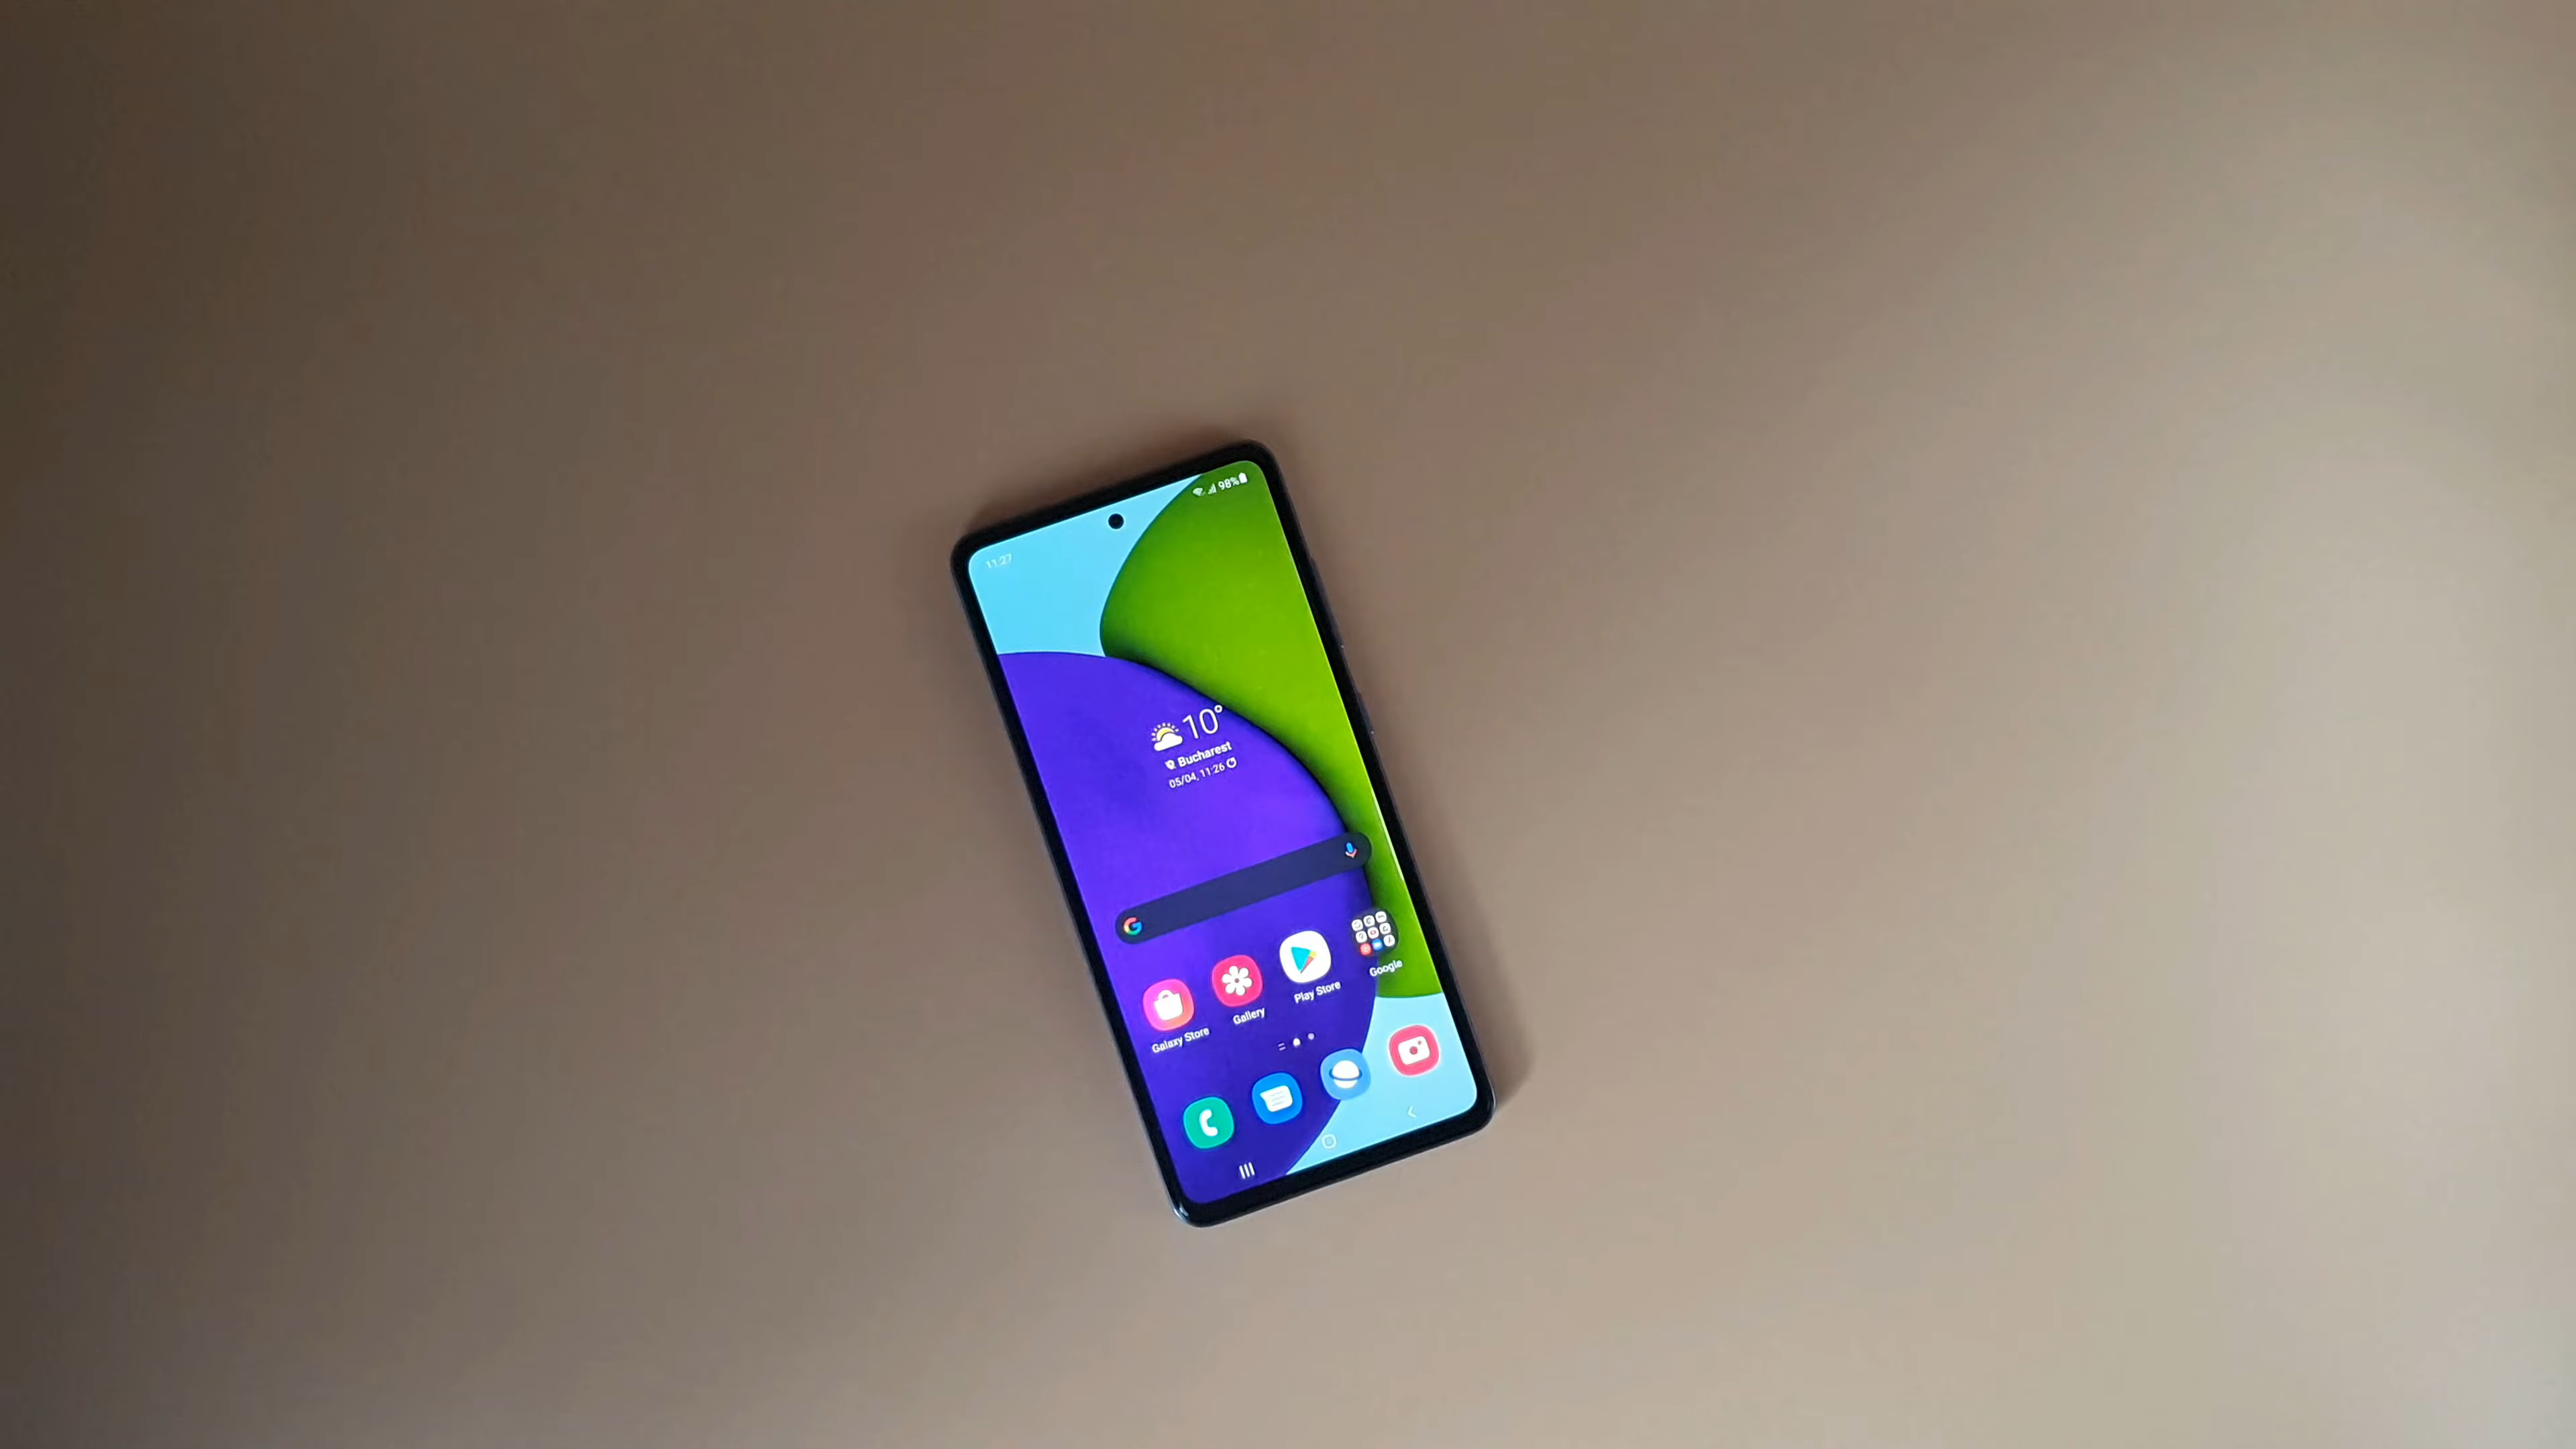 11:27
98%
10°
Bucharest
05/04, 11:26
G
Galaxy Store
Gallery
Play Store
Google